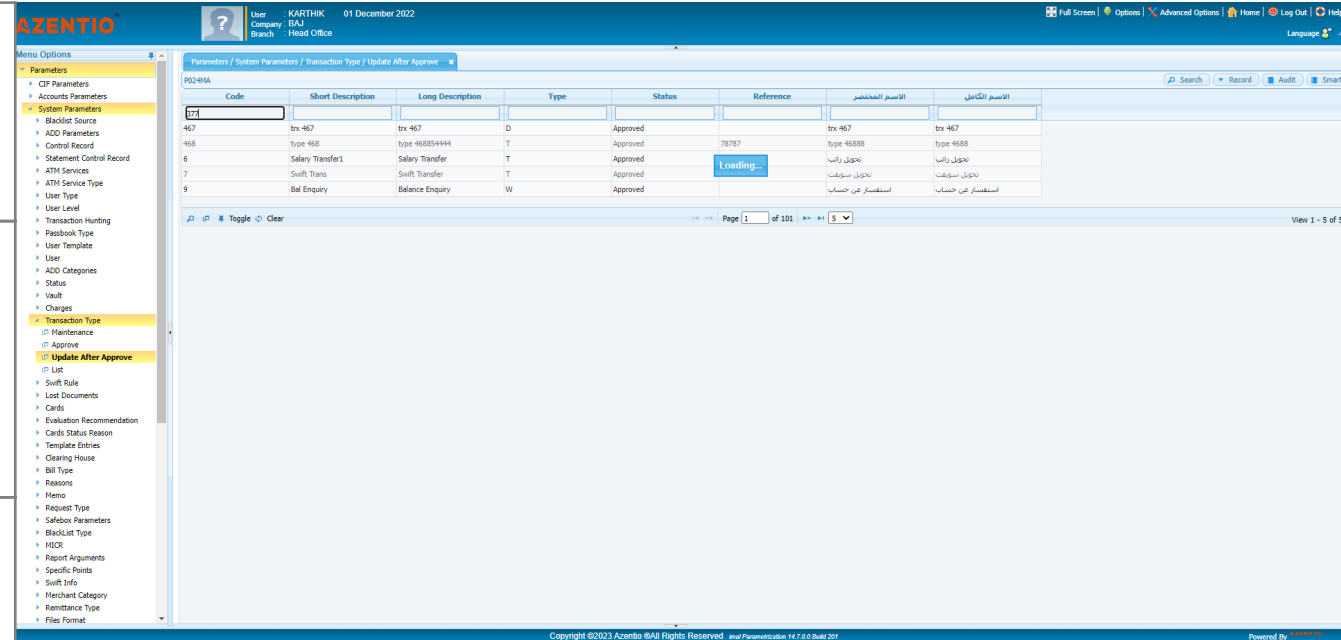 AZENTIO
User : KARTHIK 01 December 2022
Company : BAJ
Branch : Head Office
Full Screen | Options | Advanced Options | Home | Log Out | Help
Language
Menu Options
Parameters
CIF Parameters
Accounts Parameters
System Parameters
Blacklist Source
ADD Parameters
Control Record
Statement Control Record
ATM Services
ATM Service Type
User Type
User Level
Transaction Hunting
Passbook Type
User Template
User
ADD Categories
Status
Vault
Charges
Transaction Type
Maintenance
Approve
Update After Approve
List
Swift Rule
Lost Documents
Cards
Evaluation Recommendation
Cards Status Reason
Template Entries
Clearing House
Bill Type
Reasons
Memo
Request Type
Safebox Parameters
BlackList Type
MICR
Report Arguments
Specific Points
Swift Info
Merchant Category
Remittance Type
Files Format
Parameters / System Parameters / Transaction Type / Update After Approve x
P024MA
Search Record Audit Smart
Code Short Description Long Description Type Status Reference الاسم المختصر الاسم الكامل
377
467 trx 467 trx 467 D Approved trx 467 trx 467
468 type 468 type 468854444 T Approved 78787 type 46888 type 4688
6 Salary Transfer1 Salary Transfer T Approved تحويل راتب تحويل راتب
Loading...
7 Swift Trans Swift Transfer T Approved تحويل سويفت تحويل سويفت
9 Bal Enquiry Balance Enquiry W Approved استفسار عن حساب استفسار عن حساب
Toggle Clear Page 1 of 101 5 View 1 - 5 of 5
Copyright ©2023 Azentio ®All Rights Reserved imal Parametrization 14.7.0.0 Build 201
Powered By AZENTIO